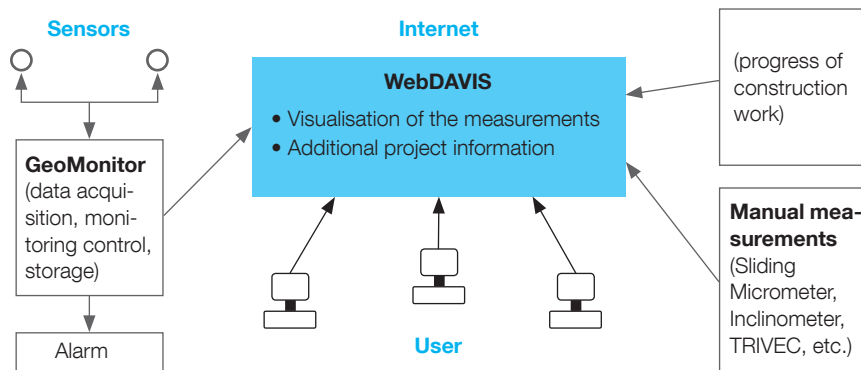 Sensors
Internet
WebDAVIS
• Visualisation of the measurements
• Additional project information
GeoMonitor
(data acqui-
sition, moni-
toring control,
storage)
Alarm
User
(progress of
construction
work)
Manual mea-
surements
(Sliding
Micrometer,
Inclinometer,
TRIVEC, etc.)